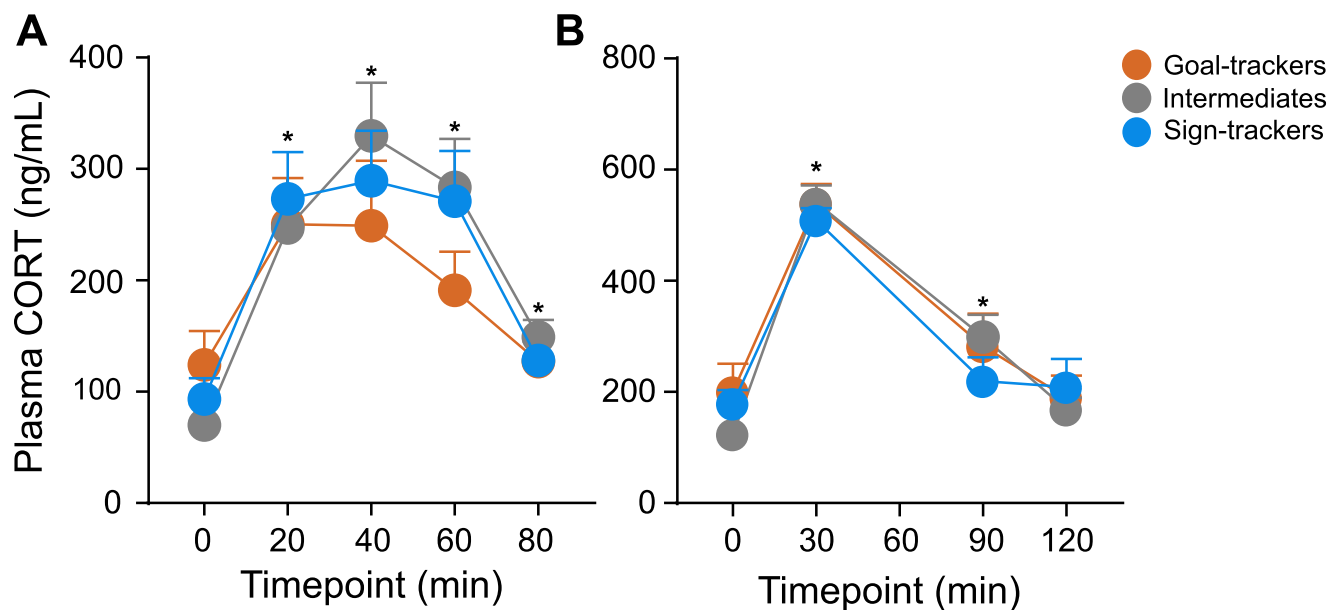 A
Plasma CORT (ng/mL)
400
300
200
100
0
* * * *
0 20 40 60 80
Timepoint (min)
B
800
600
400
200
0
* *
0 30 60 90 120
Timepoint (min)
Goal-trackers
Intermediates
Sign-trackers